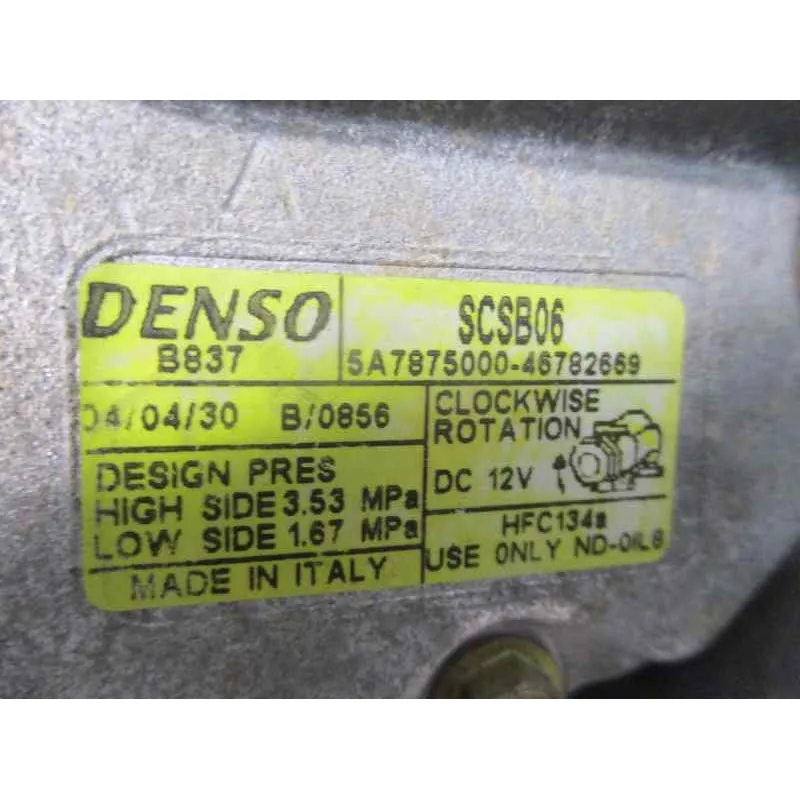 DENSO
B837
SCSB06
5A7875000-46782669
04/04/30 B/0856
CLOCKWISE
ROTATION
DC 12V
DESIGN PRES
HIGH SIDE 3.53 MPa
LOW SIDE 1.67 MPa
HFC134a
USE ONLY ND-OIL8
MADE IN ITALY